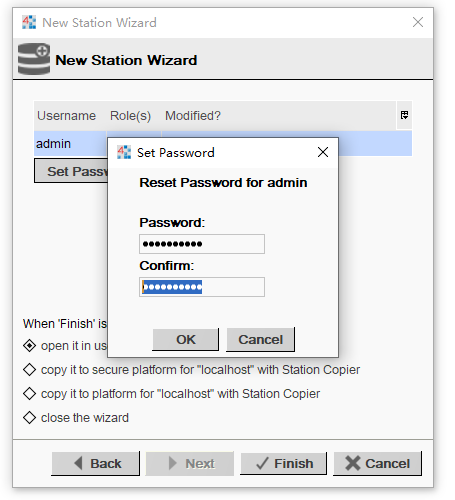 New Station Wizard
New Station Wizard
Username Role(s) Modified?
admin
Set Passw
Set Password
Reset Password for admin
Password:
••••••••••
Confirm:
••••••••••
OK Cancel
When 'Finish' is
open it in us
copy it to secure platform for "localhost" with Station Copier
copy it to platform for "localhost" with Station Copier
close the wizard
Back Next Finish Cancel